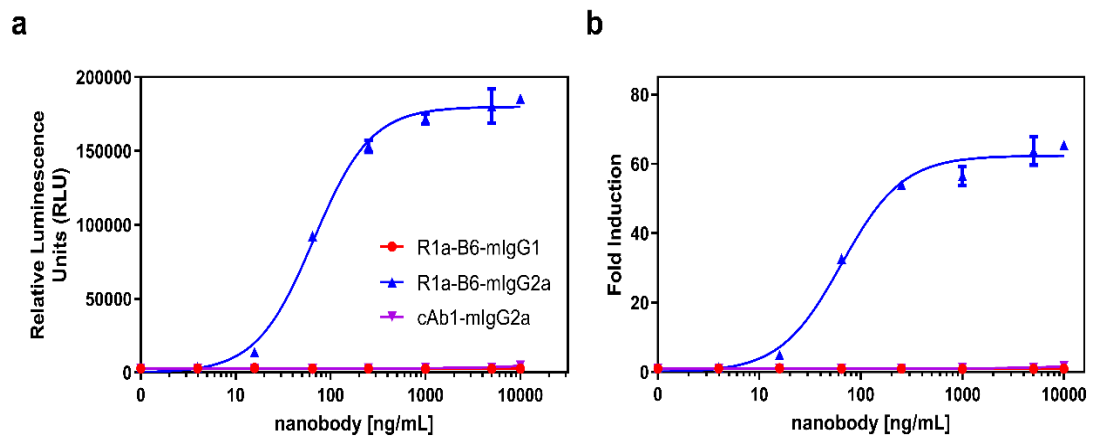 a
b
200000
150000
100000
50000
0
Relative Luminescence
Units (RLU)
R1a-B6-mIgG1
R1a-B6-mIgG2a
cAb1-mIgG2a
0
10
100
1000
10000
nanobody [ng/mL]
80
60
40
20
0
Fold Induction
0
10
100
1000
10000
nanobody [ng/mL]